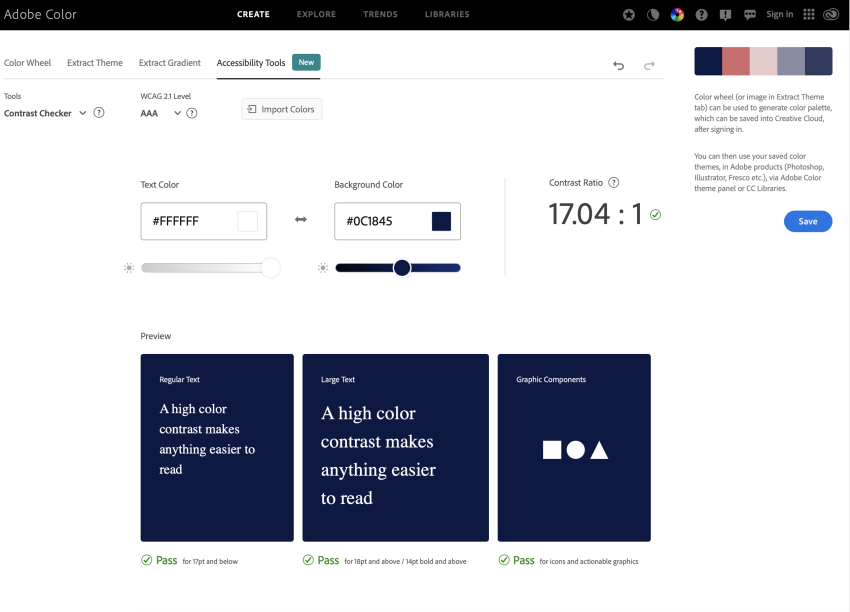 Adobe Color
CREATE EXPLORE TRENDS LIBRARIES
Sign in
Color Wheel Extract Theme Extract Gradient Accessibility Tools New
Tools
Contrast Checker
WCAG 2.1 Level
AAA
Import Colors
Color wheel (or image in Extract Theme
tab) can be used to generate color palette,
which can be saved into Creative Cloud,
after signing in.
You can then use your saved color
themes, in Adobe products (Photoshop,
Illustrator, Fresco etc.), via Adobe Color
theme panel or CC Libraries.
Save
Text Color
#FFFFFF
Background Color
#0C1845
Contrast Ratio
17.04 : 1
Preview
Regular Text
A high color
contrast makes
anything easier to
read
Large Text
A high color
contrast makes
anything easier
to read
Graphic Components
Pass for 17pt and below
Pass for 18pt and above / 14pt bold and above
Pass for icons and actionable graphics